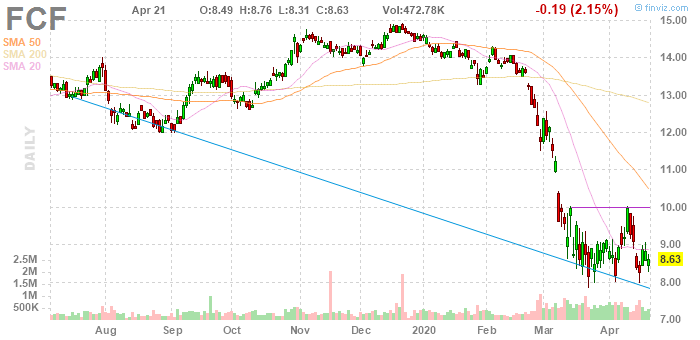 FCF Apr 21 O:8.49 H:8.76 L:8.31 C:8.63 Vol:472.78K -0.19 (2.15%) © finviz.com
SMA 50
SMA 200
SMA 20
DAILY
15.00
14.00
13.00
12.00
11.00
10.00
9.00
8.63
8.00
7.00
2.5M
2M
1.5M
1M
500K
Aug Sep Oct Nov Dec 2020 Feb Mar Apr